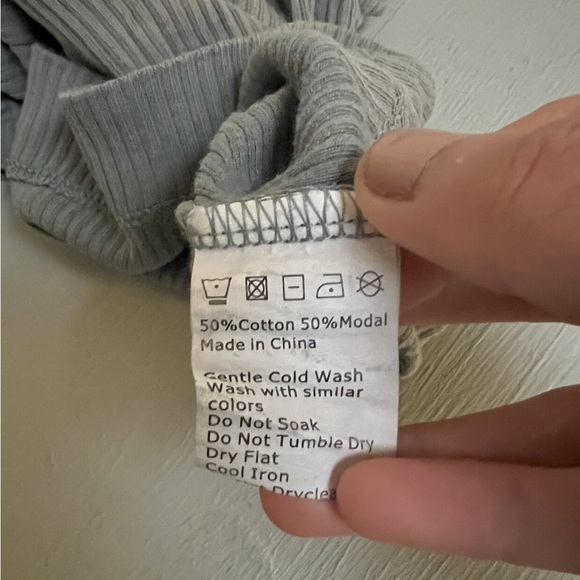 50%Cotton 50%Modal
Made in China
Gentle Cold Wash
Wash with similar
colors
Do Not Soak
Do Not Tumble Dry
Dry Flat
Cool Iron